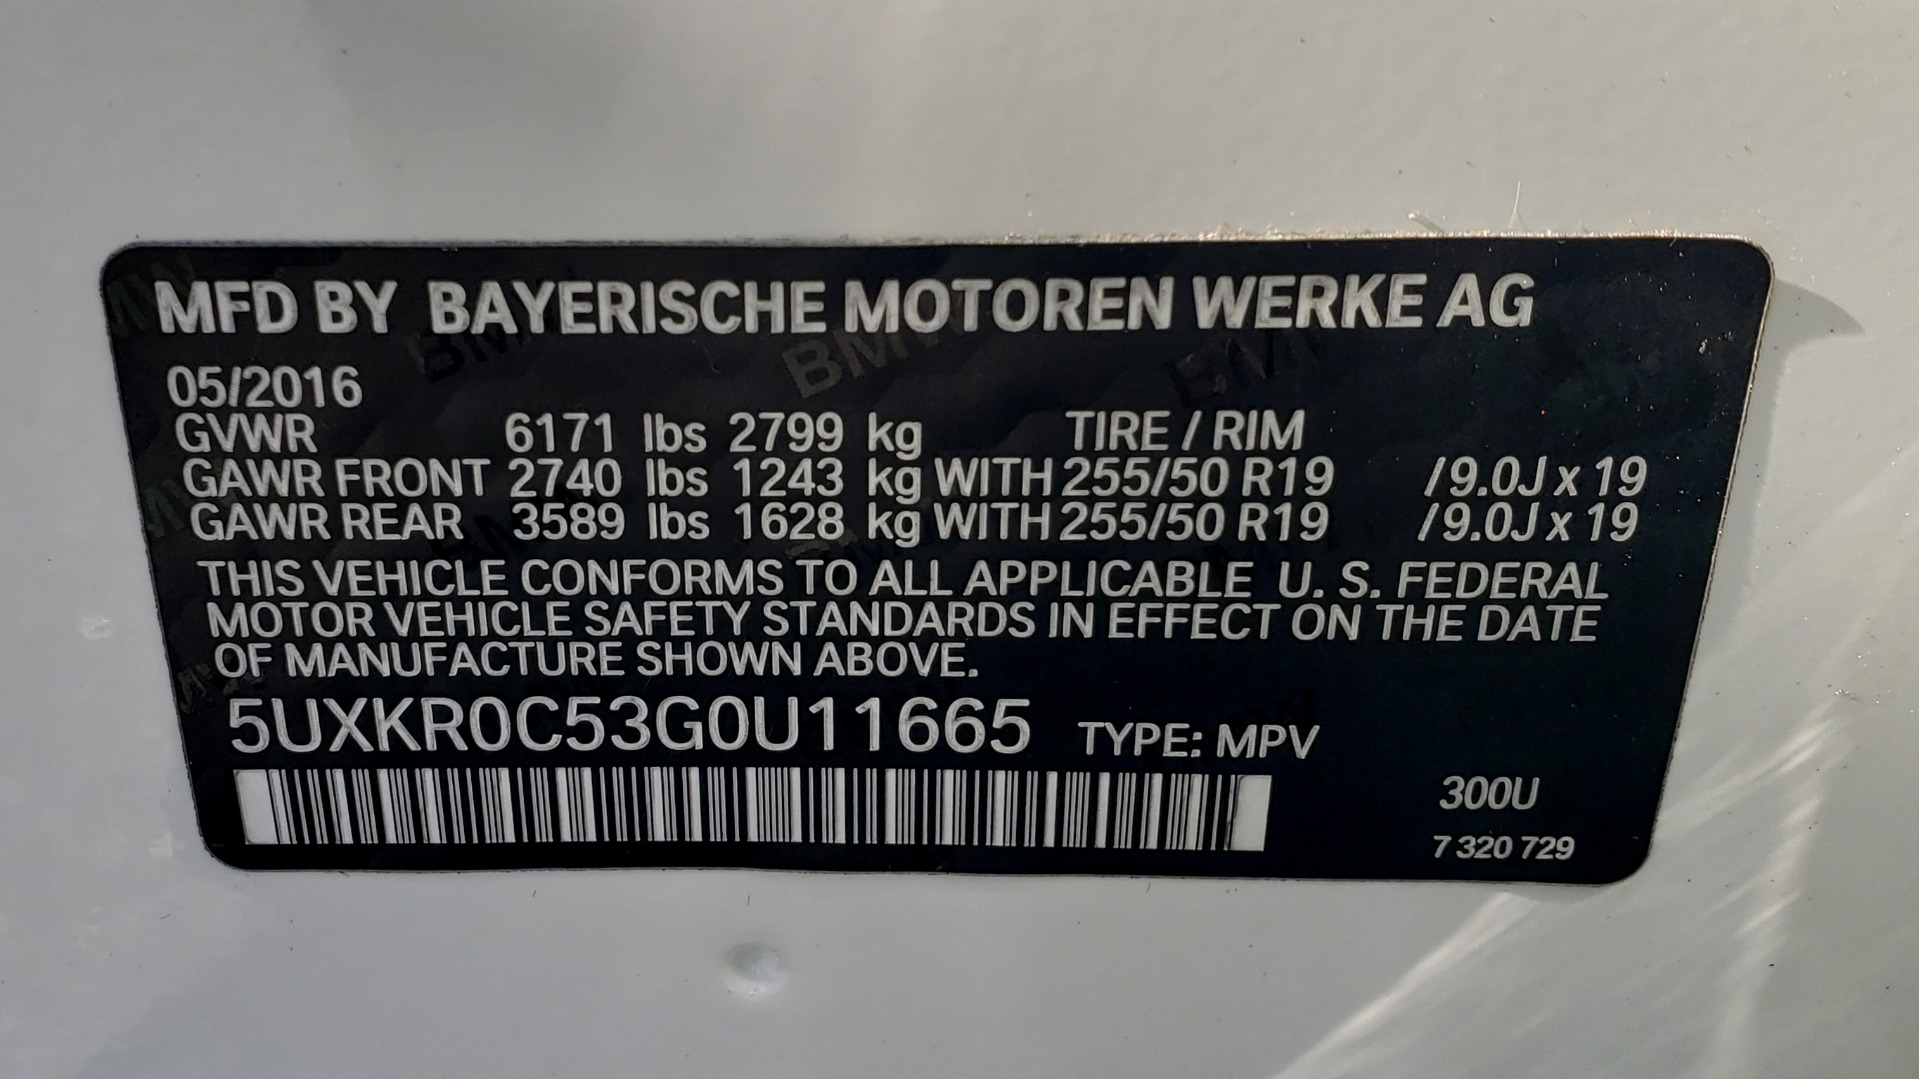 MFD BY BAYERISCHE MOTOREN WERKE AG
05/2016
GVWR 6171 lbs 2799 kg TIRE / RIM
GAWR FRONT 2740 lbs 1243 kg WITH 255/50 R19 /9.0J x 19
GAWR REAR 3589 lbs 1628 kg WITH 255/50 R19 /9.0J x 19
THIS VEHICLE CONFORMS TO ALL APPLICABLE U. S. FEDERAL
MOTOR VEHICLE SAFETY STANDARDS IN EFFECT ON THE DATE
OF MANUFACTURE SHOWN ABOVE.
5UXKR0C53G0U11665 TYPE: MPV
300U
7 320 729